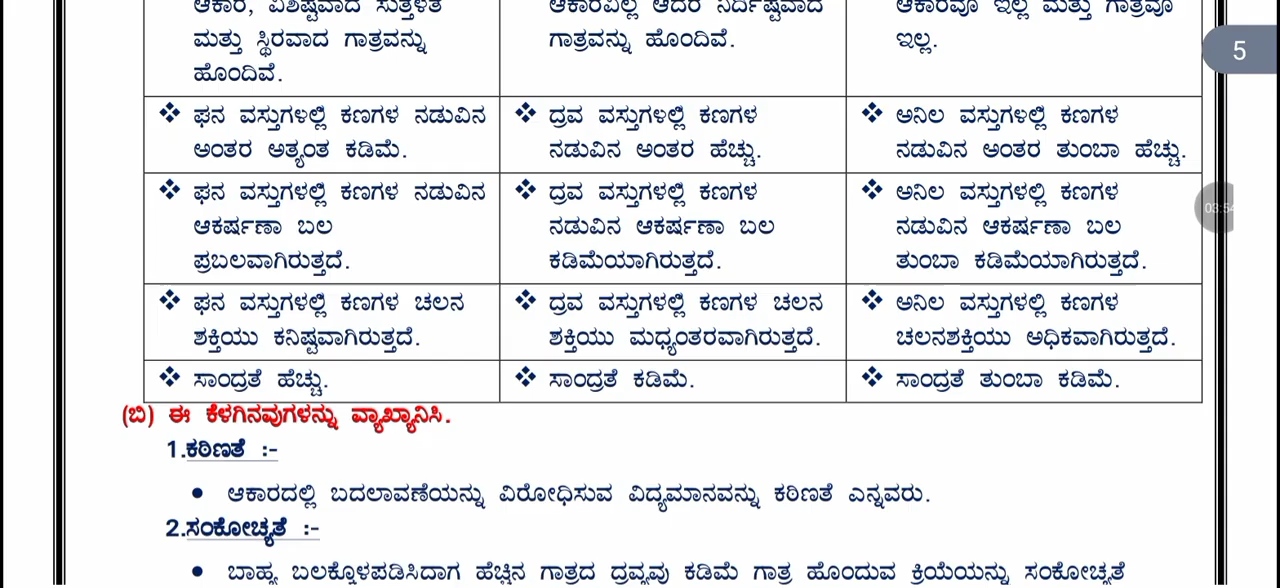 ಆಕಾರ, ವಿಶಿಷ್ಟವಾದ ಸುತ್ತಳತೆ
ಮತ್ತು ಸ್ಥಿರವಾದ ಗಾತ್ರವನ್ನು
ಹೊಂದಿವೆ.
ಆಕಾರವಿಲ್ಲ ಆದರೆ ನಿರ್ದಿಷ್ಟವಾದ
ಗಾತ್ರವನ್ನು ಹೊಂದಿವೆ.
ಆಕಾರವೂ ಇಲ್ಲ ಮತ್ತು ಗಾತ್ರವೂ
ಇಲ್ಲ.
5
❖ ಘನ ವಸ್ತುಗಳಲ್ಲಿ ಕಣಗಳ ನಡುವಿನ
ಅಂತರ ಅತ್ಯಂತ ಕಡಿಮೆ.
❖ ದ್ರವ ವಸ್ತುಗಳಲ್ಲಿ ಕಣಗಳ
ನಡುವಿನ ಅಂತರ ಹೆಚ್ಚು.
❖ ಅನಿಲ ವಸ್ತುಗಳಲ್ಲಿ ಕಣಗಳ
ನಡುವಿನ ಅಂತರ ತುಂಬಾ ಹೆಚ್ಚು.
❖ ಘನ ವಸ್ತುಗಳಲ್ಲಿ ಕಣಗಳ ನಡುವಿನ
ಆಕರ್ಷಣಾ ಬಲ
ಪ್ರಬಲವಾಗಿರುತ್ತದೆ.
❖ ದ್ರವ ವಸ್ತುಗಳಲ್ಲಿ ಕಣಗಳ
ನಡುವಿನ ಆಕರ್ಷಣಾ ಬಲ
ಕಡಿಮೆಯಾಗಿರುತ್ತದೆ.
❖ ಅನಿಲ ವಸ್ತುಗಳಲ್ಲಿ ಕಣಗಳ
ನಡುವಿನ ಆಕರ್ಷಣಾ ಬಲ
ತುಂಬಾ ಕಡಿಮೆಯಾಗಿರುತ್ತದೆ.
03:54
❖ ಘನ ವಸ್ತುಗಳಲ್ಲಿ ಕಣಗಳ ಚಲನ
ಶಕ್ತಿಯು ಕನಿಷ್ಟವಾಗಿರುತ್ತದೆ.
❖ ದ್ರವ ವಸ್ತುಗಳಲ್ಲಿ ಕಣಗಳ ಚಲನ
ಶಕ್ತಿಯು ಮಧ್ಯಂತರವಾಗಿರುತ್ತದೆ.
❖ ಅನಿಲ ವಸ್ತುಗಳಲ್ಲಿ ಕಣಗಳ
ಚಲನಶಕ್ತಿಯು ಅಧಿಕವಾಗಿರುತ್ತದೆ.
❖ ಸಾಂದ್ರತೆ ಹೆಚ್ಚು.
❖ ಸಾಂದ್ರತೆ ಕಡಿಮೆ.
❖ ಸಾಂದ್ರತೆ ತುಂಬಾ ಕಡಿಮೆ.
(ಬಿ) ಈ ಕೆಳಗಿನವುಗಳನ್ನು ವ್ಯಾಖ್ಯಾನಿಸಿ.
1.ಕಠಿಣತೆ :-
• ಆಕಾರದಲ್ಲಿ ಬದಲಾವಣೆಯನ್ನು ವಿರೋಧಿಸುವ ವಿದ್ಯಮಾನವನ್ನು ಕಠಿಣತೆ ಎನ್ನವರು.
2.ಸಂಕೋಚ್ಯತೆ :-
• ಬಾಹ್ಯ ಬಲಕ್ಕೊಳಪಡಿಸಿದಾಗ ಹೆಚ್ಚಿನ ಗಾತ್ರದ ದ್ರವ್ಯವು ಕಡಿಮೆ ಗಾತ್ರ ಹೊಂದುವ ಕ್ರಿಯೆಯನ್ನು ಸಂಕೋಚ್ಯತೆ